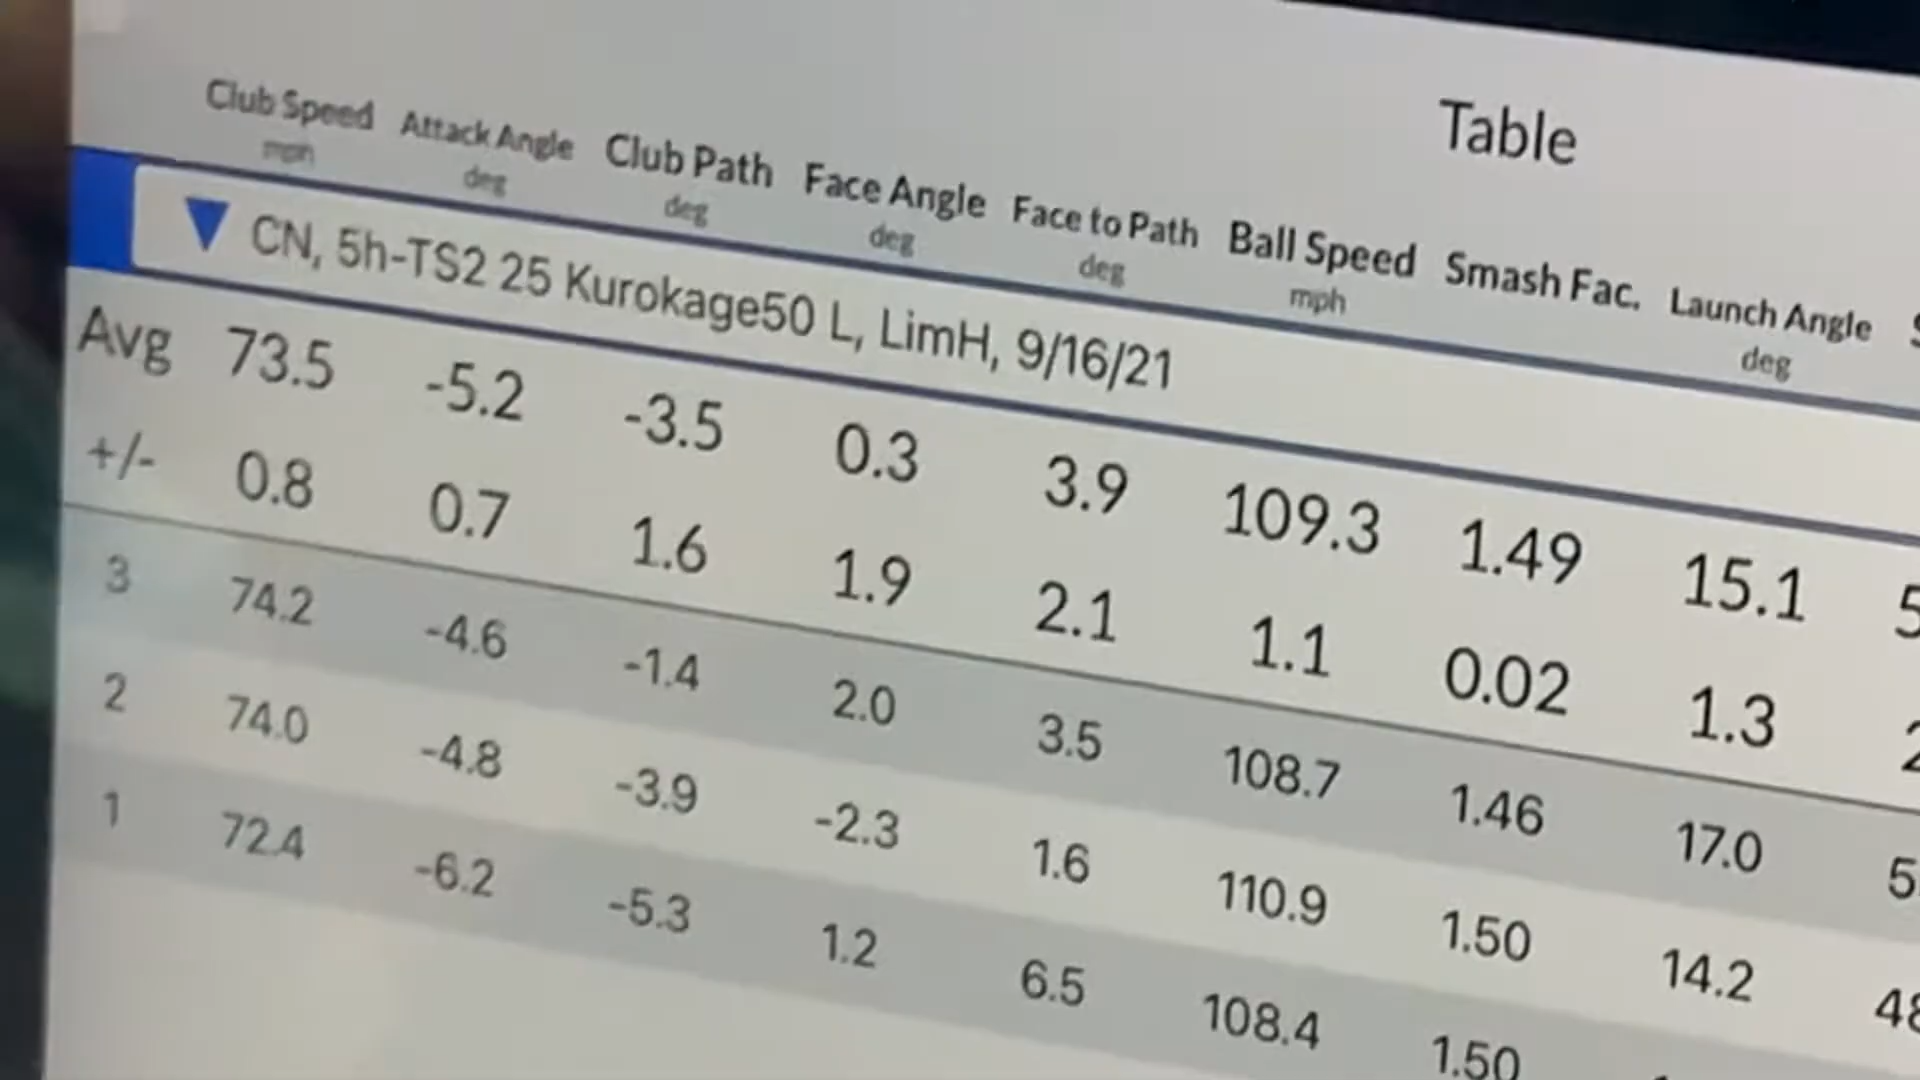 Table
Club Speed Attack Angle Club Path Face Angle Face to Path Ball Speed Smash Fac. Launch Angle
mph deg deg deg deg mph deg
CN, 5h-TS2 25 Kurokage50 L, LimH, 9/16/21
Avg 73.5 -5.2 -3.5 0.3 3.9 109.3 1.49 15.1
+/- 0.8 0.7 1.6 1.9 2.1 1.1 0.02 1.3
3 74.2 -4.6 -1.4 2.0 3.5 108.7 1.46 17.0
2 74.0 -4.8 -3.9 -2.3 1.6 110.9 1.50 14.2
1 72.4 -6.2 -5.3 1.2 6.5 108.4 1.50